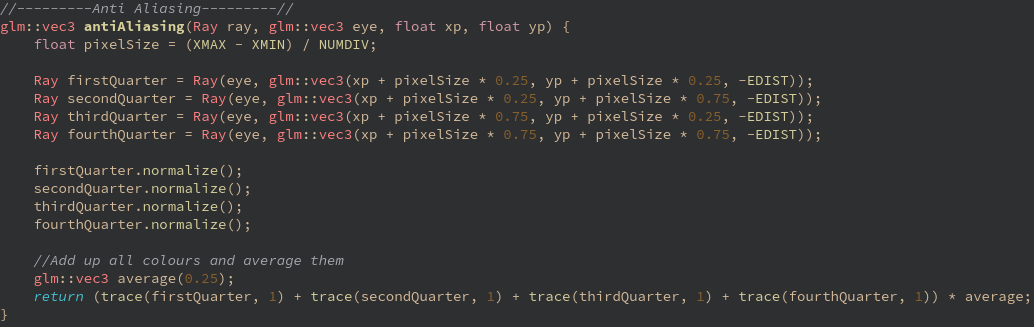 //---------Anti Aliasing---------//
glm::vec3 antiAliasing(Ray ray, glm::vec3 eye, float xp, float yp) {
    float pixelSize = (XMAX - XMIN) / NUMDIV;

    Ray firstQuarter = Ray(eye, glm::vec3(xp + pixelSize * 0.25, yp + pixelSize * 0.25, -EDIST));
    Ray secondQuarter = Ray(eye, glm::vec3(xp + pixelSize * 0.25, yp + pixelSize * 0.75, -EDIST));
    Ray thirdQuarter = Ray(eye, glm::vec3(xp + pixelSize * 0.75, yp + pixelSize * 0.25, -EDIST));
    Ray fourthQuarter = Ray(eye, glm::vec3(xp + pixelSize * 0.75, yp + pixelSize * 0.75, -EDIST));

    firstQuarter.normalize();
    secondQuarter.normalize();
    thirdQuarter.normalize();
    fourthQuarter.normalize();

    //Add up all colours and average them
    glm::vec3 average(0.25);
    return (trace(firstQuarter, 1) + trace(secondQuarter, 1) + trace(thirdQuarter, 1) + trace(fourthQuarter, 1)) * average;
}